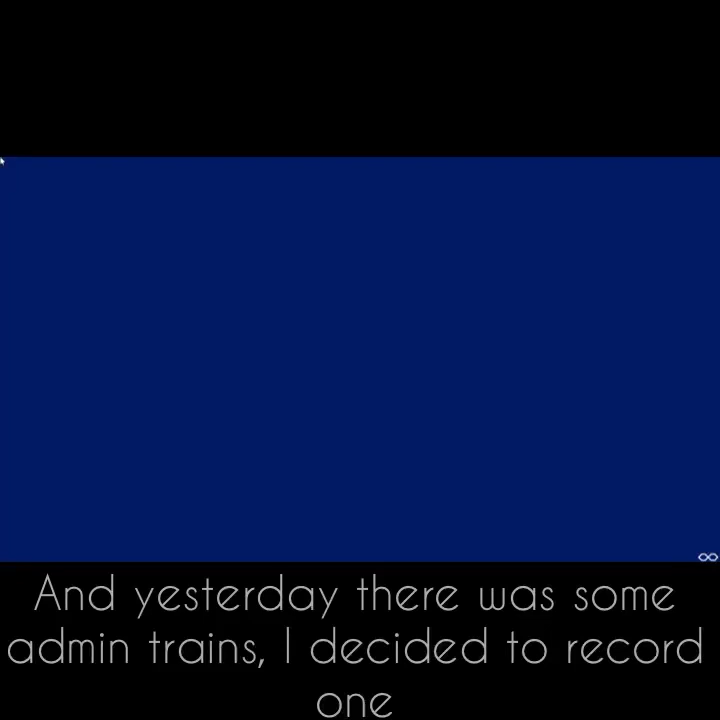 And yesterday there was some
admin trains, I decided to record
one